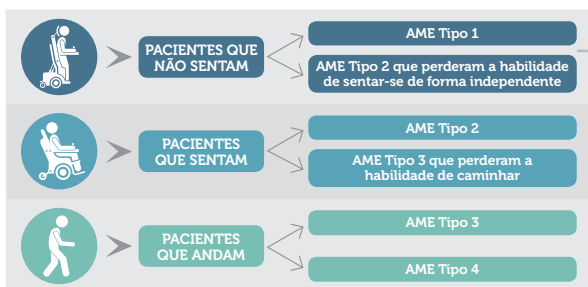 PACIENTES QUE
NÃO SENTAM
AME Tipo 1
AME Tipo 2 que perderam a habilidade
de sentar-se de forma independente
PACIENTES
QUE SENTAM
AME Tipo 2
AME Tipo 3 que perderam a
habilidade de caminhar
PACIENTES
QUE ANDAM
AME Tipo 3
AME Tipo 4